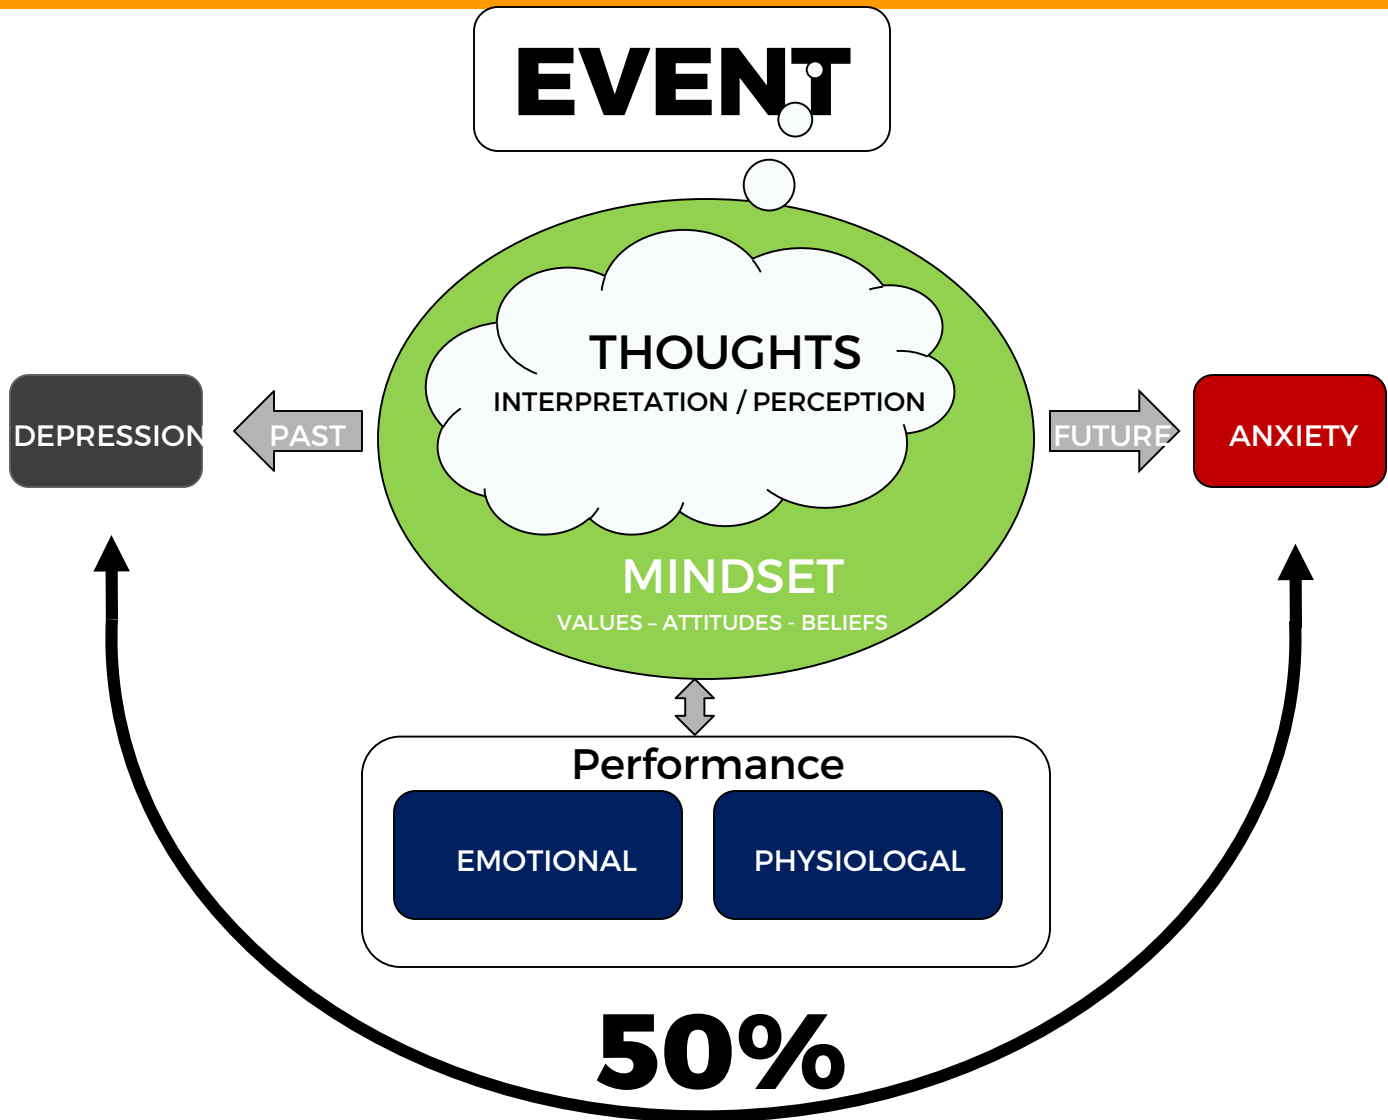 EVENT
THOUGHTS
INTERPRETATION / PERCEPTION
DEPRESSION
PAST
FUTURE
ANXIETY
MINDSET
VALUES – ATTITUDES - BELIEFS
Performance
EMOTIONAL
PHYSIOLOGAL
50%